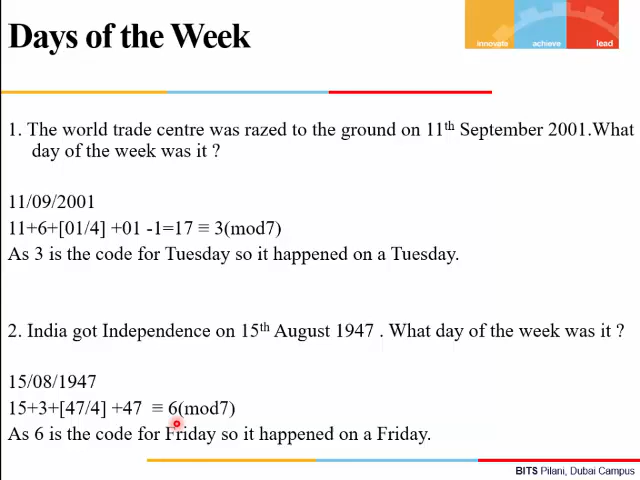 Days of the Week
innovate achieve lead
1. The world trade centre was razed to the ground on 11th September 2001.What
day of the week was it ?
11/09/2001
11+6+[01/4] +01 -1=17 ≡ 3(mod7)
As 3 is the code for Tuesday so it happened on a Tuesday.
2. India got Independence on 15th August 1947 . What day of the week was it ?
15/08/1947
15+3+[47/4] +47 ≡ 6(mod7)
As 6 is the code for Friday so it happened on a Friday.
BITS Pilani, Dubai Campus